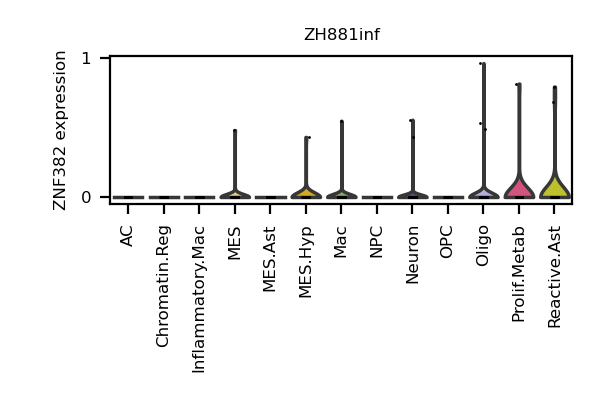 ZH881inf
ZNF382 expression
1
0
AC
Chromatin.Reg
Inflammatory.Mac
MES
MES.Ast
MES.Hyp
Mac
NPC
Neuron
OPC
Oligo
Prolif.Metab
Reactive.Ast